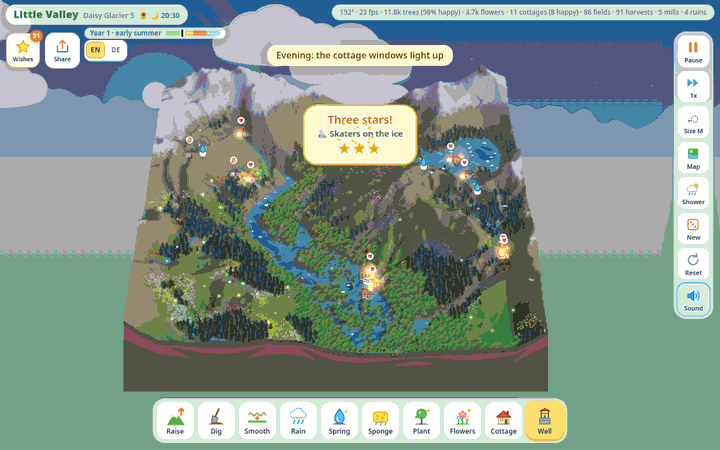 Little Valley Daisy Glacier 5 20:30
192² · 23 fps · 11.8k trees (98% happy) · 3.7k flowers · 11 cottages (8 happy) · 86 fields · 91 harvests · 5 mills · 4 ruins
Year 1 · early summer
31
Wishes
Share
EN
DE
Evening: the cottage windows light up
Three stars!
Skaters on the ice
Pause
1x
Size M
Map
Shower
New
Reset
Sound
Raise
Dig
Smooth
Rain
Spring
Sponge
Plant
Flowers
Cottage
Well